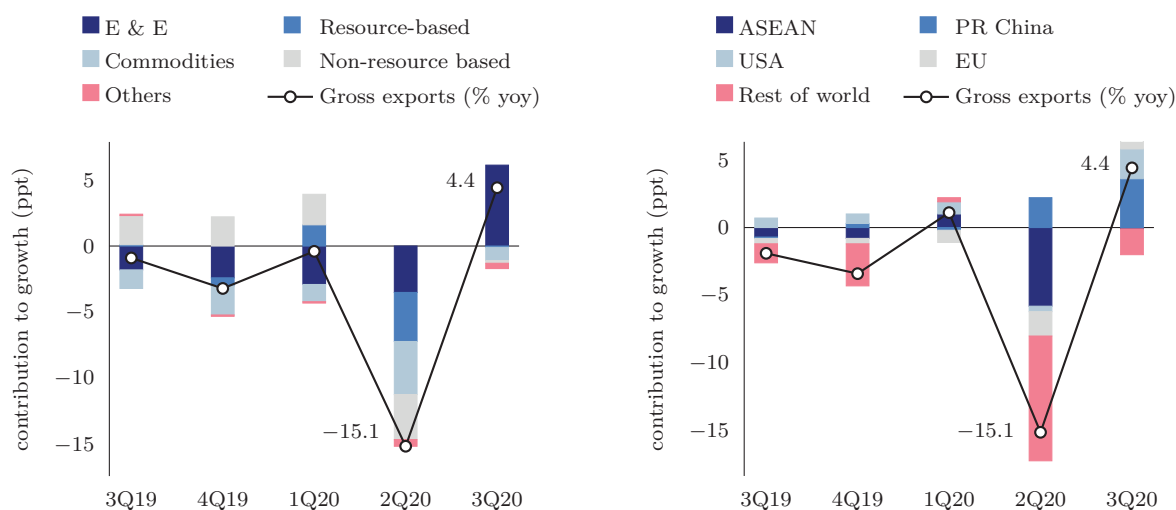 E & E
Resource-based
Commodities
Non-resource based
Others
Gross exports (% yoy)
contribution to growth (ppt)
5
0
−5
−10
−15
4.4
−15.1
3Q19 4Q19 1Q20 2Q20 3Q20
ASEAN
PR China
USA
EU
Rest of world
Gross exports (% yoy)
contribution to growth (ppt)
5
0
−5
−10
−15
4.4
−15.1
3Q19 4Q19 1Q20 2Q20 3Q20